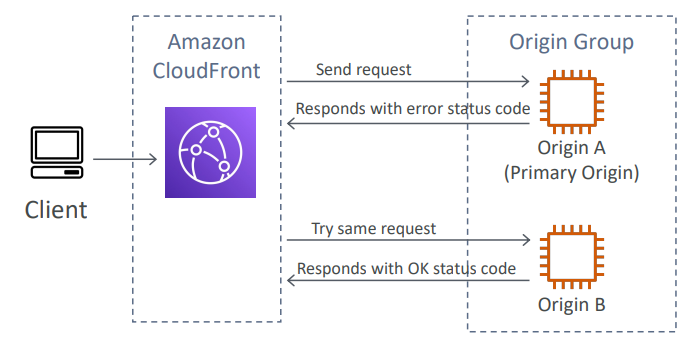 Amazon
CloudFront
Origin Group
Send request
Responds with error status code
Origin A
(Primary Origin)
Client
Try same request
Responds with OK status code
Origin B